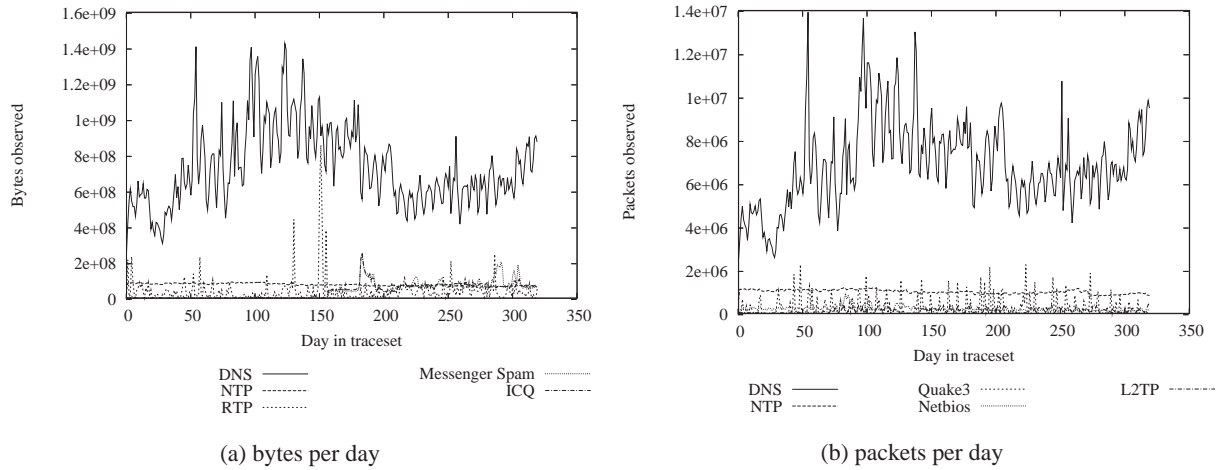 1.6e+09
1.4e+09
1.2e+09
1e+09
8e+08
6e+08
4e+08
2e+08
0
Bytes observed
0 50 100 150 200 250 300 350
Day in traceset
DNS
NTP
RTP
Messenger Spam
ICQ
(a) bytes per day
1.4e+07
1.2e+07
1e+07
8e+06
6e+06
4e+06
2e+06
0
Packets observed
0 50 100 150 200 250 300 350
Day in traceset
DNS
NTP
Quake3
Netbios
L2TP
(b) packets per day